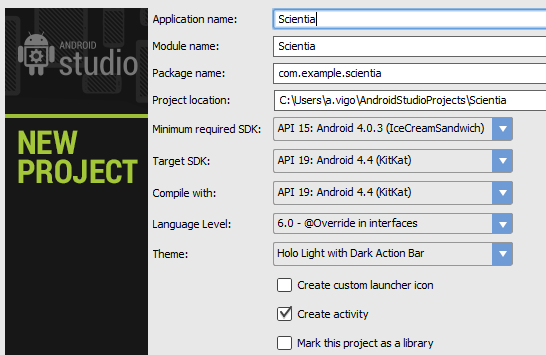 ANDROID
studio
NEW
PROJECT
Application name: Scientia
Module name: Scientia
Package name: com.example.scientia
Project location: C:\Users\a.vigo\AndroidStudioProjects\Scientia
Minimum required SDK: API 15: Android 4.0.3 (IceCreamSandwich)
Target SDK: API 19: Android 4.4 (KitKat)
Compile with: API 19: Android 4.4 (KitKat)
Language Level: 6.0 - @Override in interfaces
Theme: Holo Light with Dark Action Bar
Create custom launcher icon
Create activity
Mark this project as a library